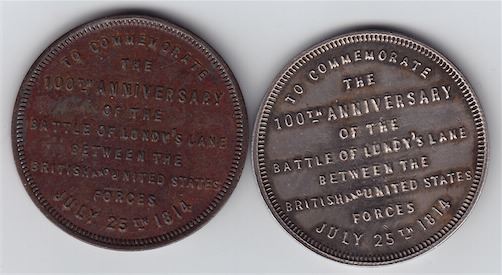 TO COMMEMORATE
THE
100TH ANNIVERSARY
OF THE
BATTLE OF LUNDY'S LANE
BETWEEN THE
BRITISH AND UNITED STATES
FORCES
JULY 25TH 1814
TO COMMEMORATE
THE
100TH ANNIVERSARY
OF THE
BATTLE OF LUNDY'S LANE
BETWEEN THE
BRITISH AND UNITED STATES
FORCES
JULY 25TH 1814